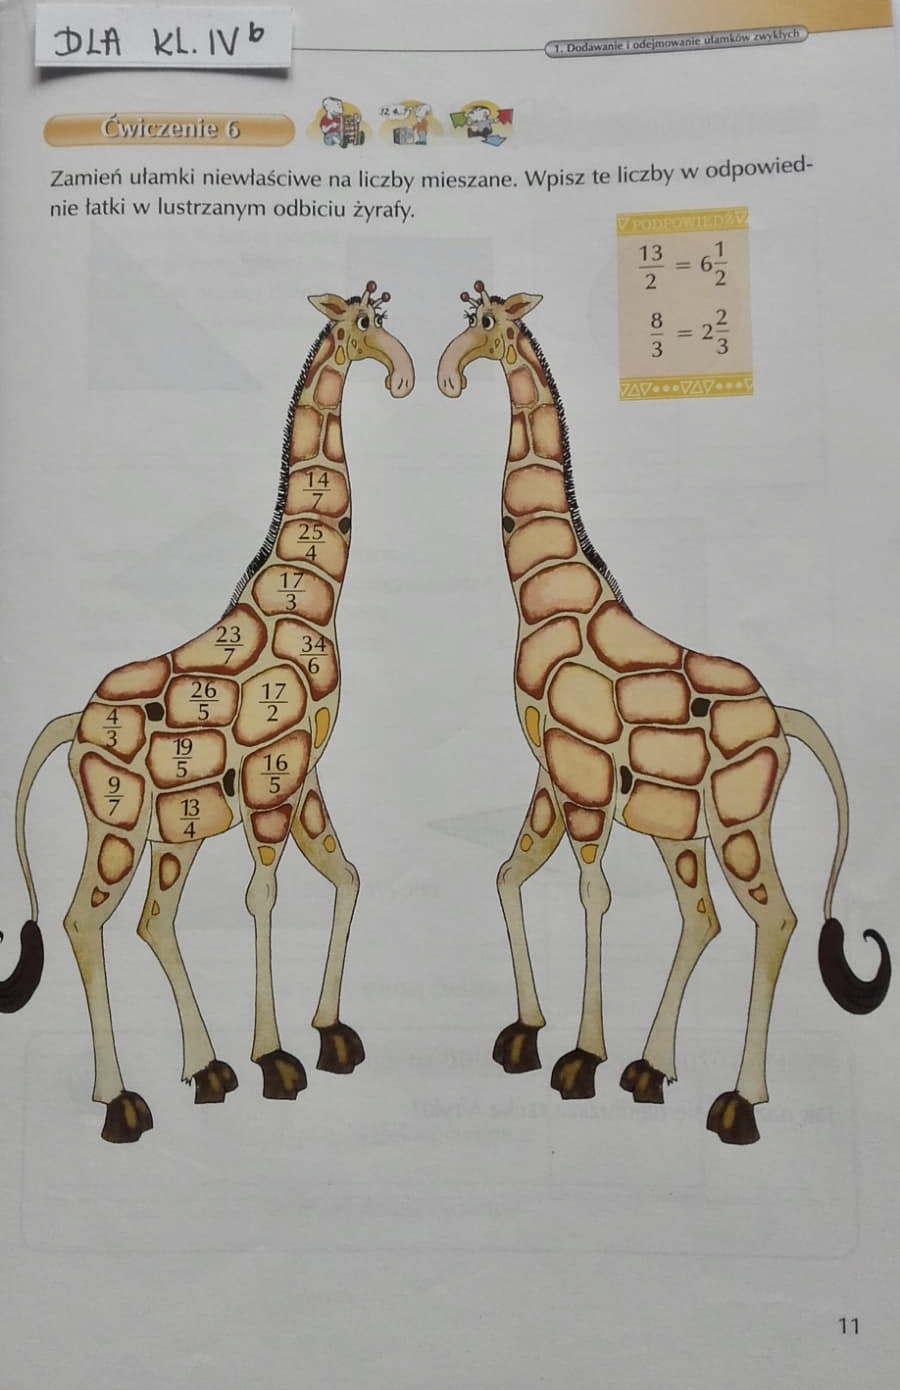 DLA KL. IV b
1. Dodawanie i odejmowanie ułamków zwykłych
Ćwiczenie 6
Zamień ułamki niewłaściwe na liczby mieszane. Wpisz te liczby w odpowied-
nie łatki w lustrzanym odbiciu żyrafy.
PODPOWIEDŹ
13/2 = 6 1/2
8/3 = 2 2/3
14/7
25/4
17/3
23/7 34/6
26/5 17/2
4/3
19/5 16/5
9/7
13/4
11